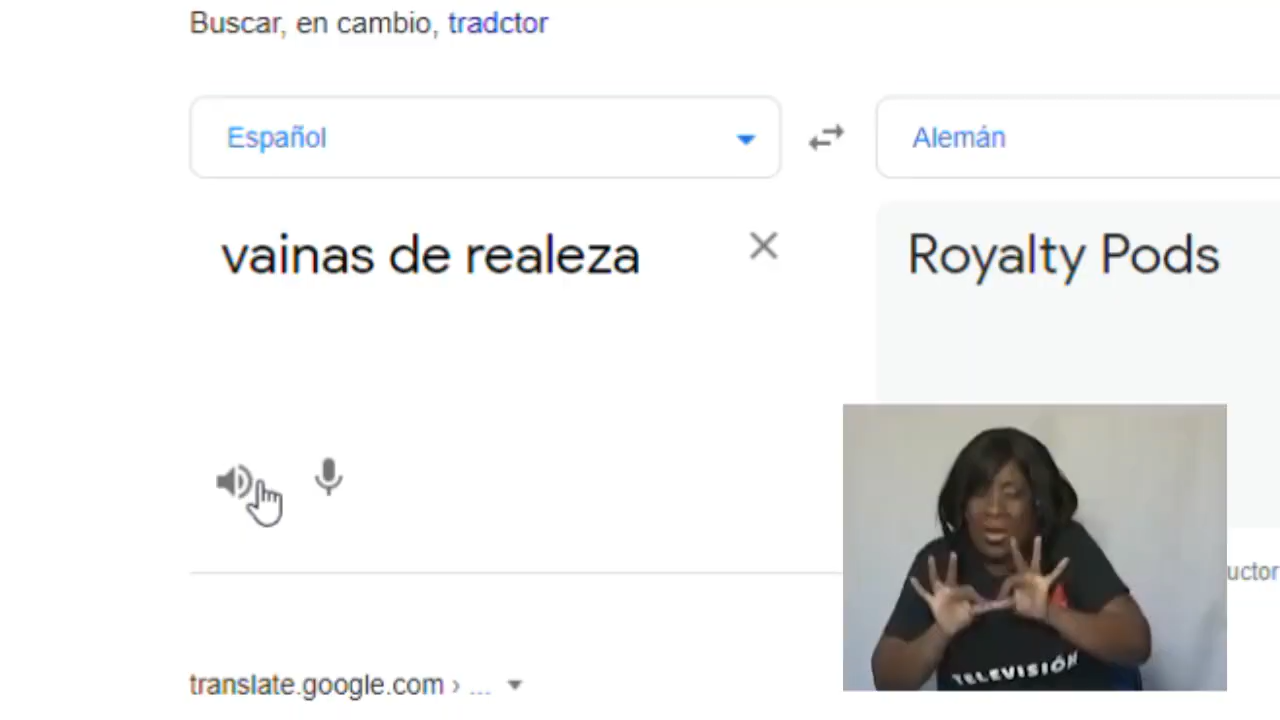 Buscar, en cambio, tradctor
Español
Alemán
vainas de realeza
Royalty Pods
uctor
TELEVISIÓN
translate.google.com › ...